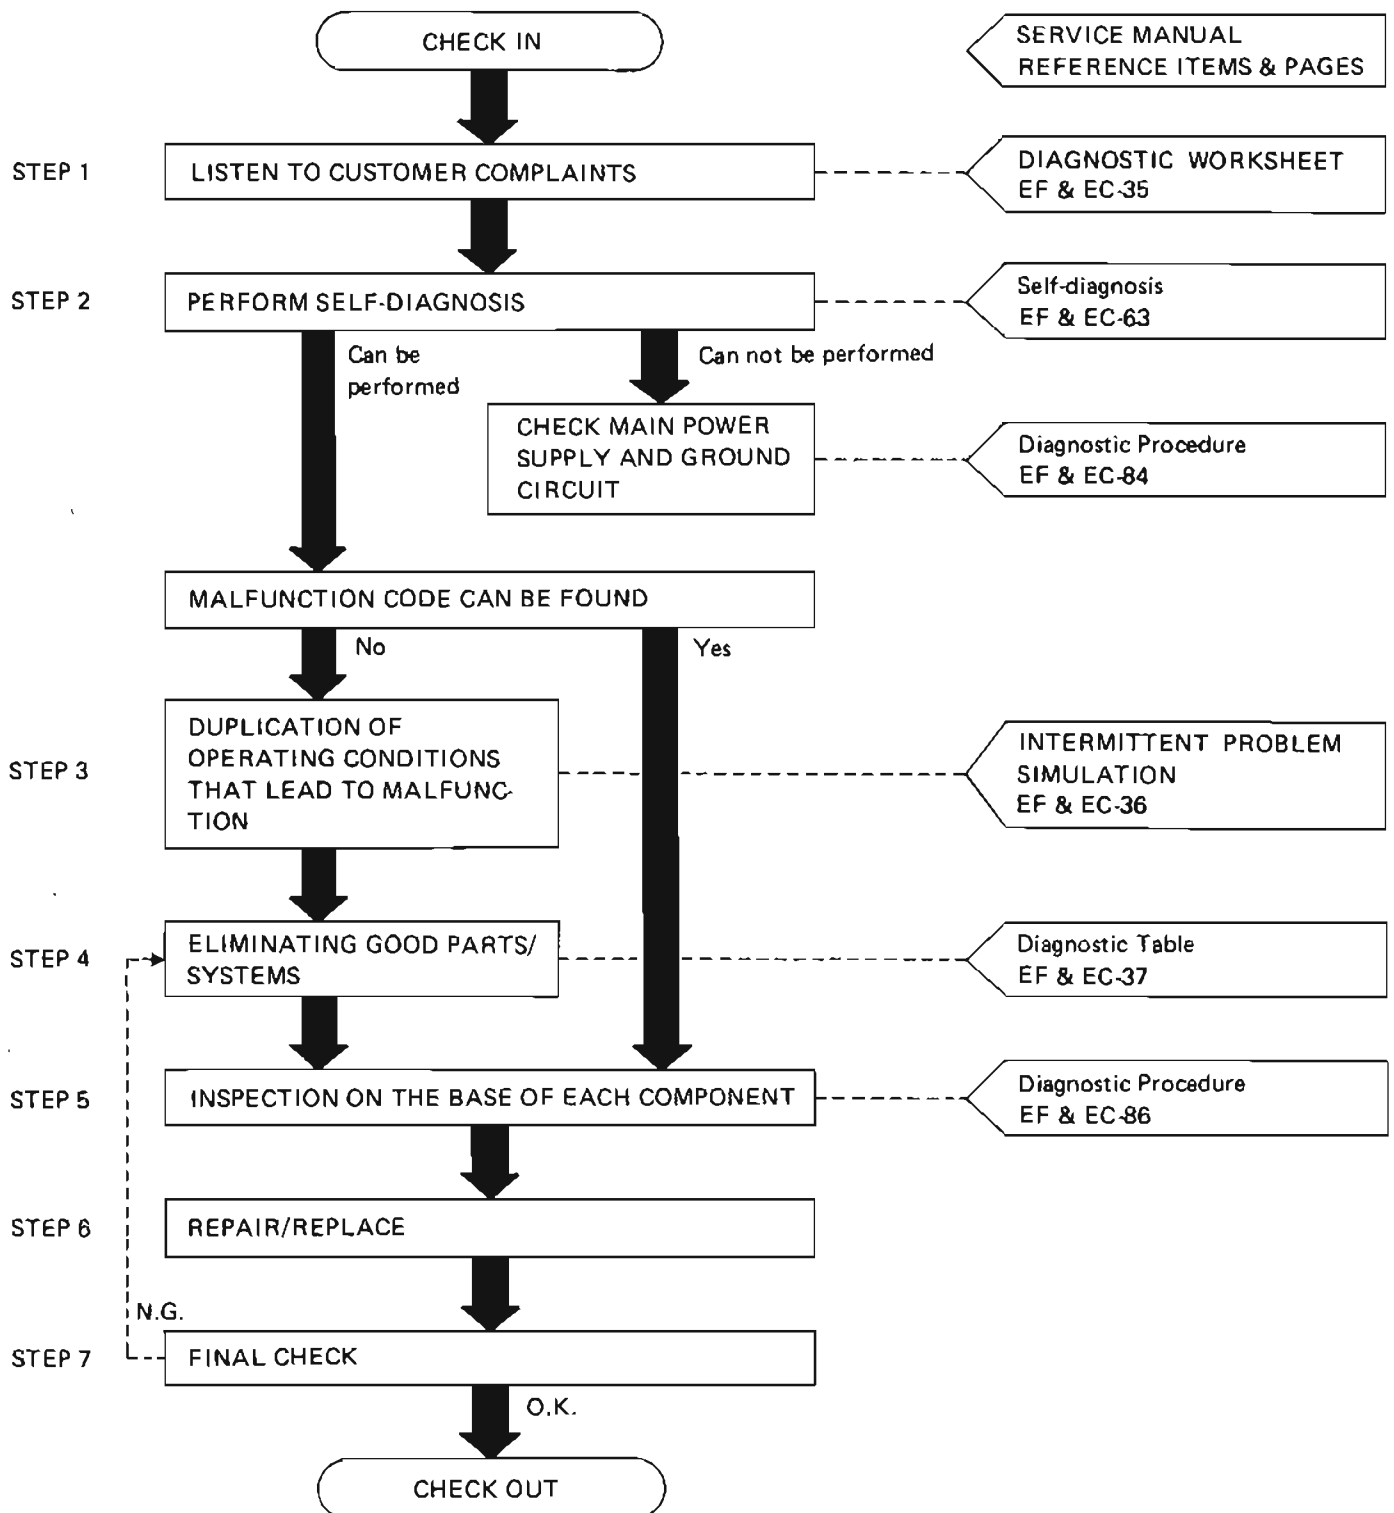 CHECK IN
SERVICE MANUAL
REFERENCE ITEMS & PAGES
STEP 1
LISTEN TO CUSTOMER COMPLAINTS
DIAGNOSTIC WORKSHEET
EF & EC-35
STEP 2
PERFORM SELF-DIAGNOSIS
Self-diagnosis
EF & EC-63
Can be
performed
Can not be performed
CHECK MAIN POWER
SUPPLY AND GROUND
CIRCUIT
Diagnostic Procedure
EF & EC-84
MALFUNCTION CODE CAN BE FOUND
No
Yes
STEP 3
DUPLICATION OF
OPERATING CONDITIONS
THAT LEAD TO MALFUNC-
TION
INTERMITTENT PROBLEM
SIMULATION
EF & EC-36
STEP 4
ELIMINATING GOOD PARTS/
SYSTEMS
Diagnostic Table
EF & EC-37
STEP 5
INSPECTION ON THE BASE OF EACH COMPONENT
Diagnostic Procedure
EF & EC-86
STEP 6
REPAIR/REPLACE
N.G.
STEP 7
FINAL CHECK
O.K.
CHECK OUT